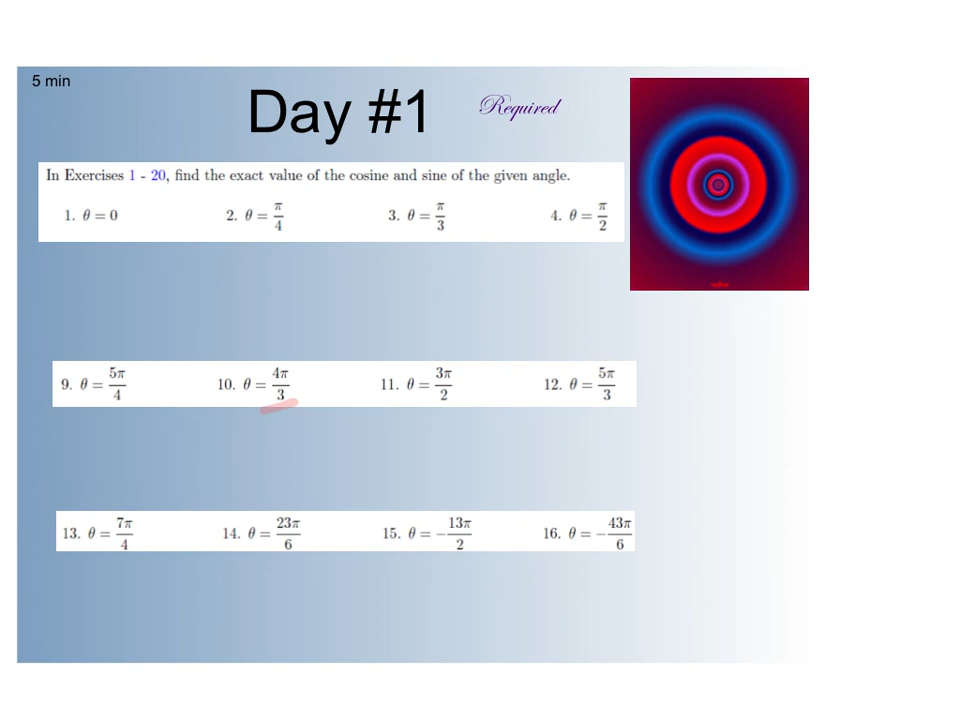 5 min
Day #1
Required
In Exercises 1 - 20, find the exact value of the cosine and sine of the given angle.
1. θ = 0 2. θ = π/4 3. θ = π/3 4. θ = π/2
9. θ = 5π/4 10. θ = 4π/3 11. θ = 3π/2 12. θ = 5π/3
13. θ = 7π/4 14. θ = 23π/6 15. θ = −13π/2 16. θ = −43π/6